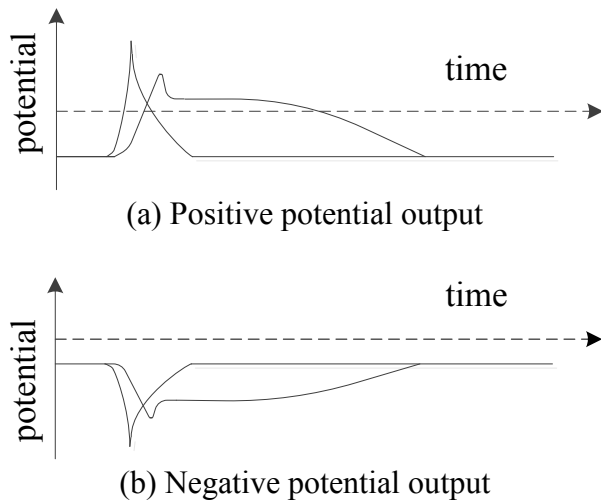 potential
time
(a) Positive potential output
potential
time
(b) Negative potential output